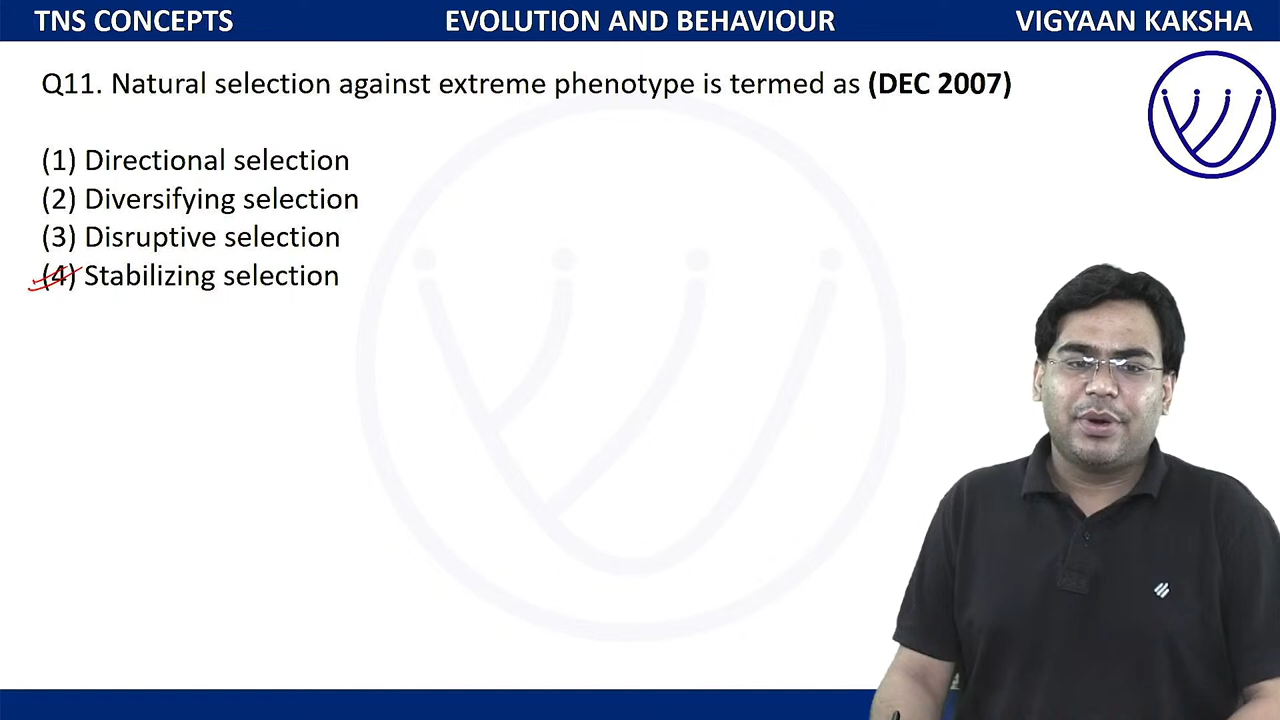 TNS CONCEPTS EVOLUTION AND BEHAVIOUR VIGYAAN KAKSHA
Q11. Natural selection against extreme phenotype is termed as (DEC 2007)
(1) Directional selection
(2) Diversifying selection
(3) Disruptive selection
(4) Stabilizing selection